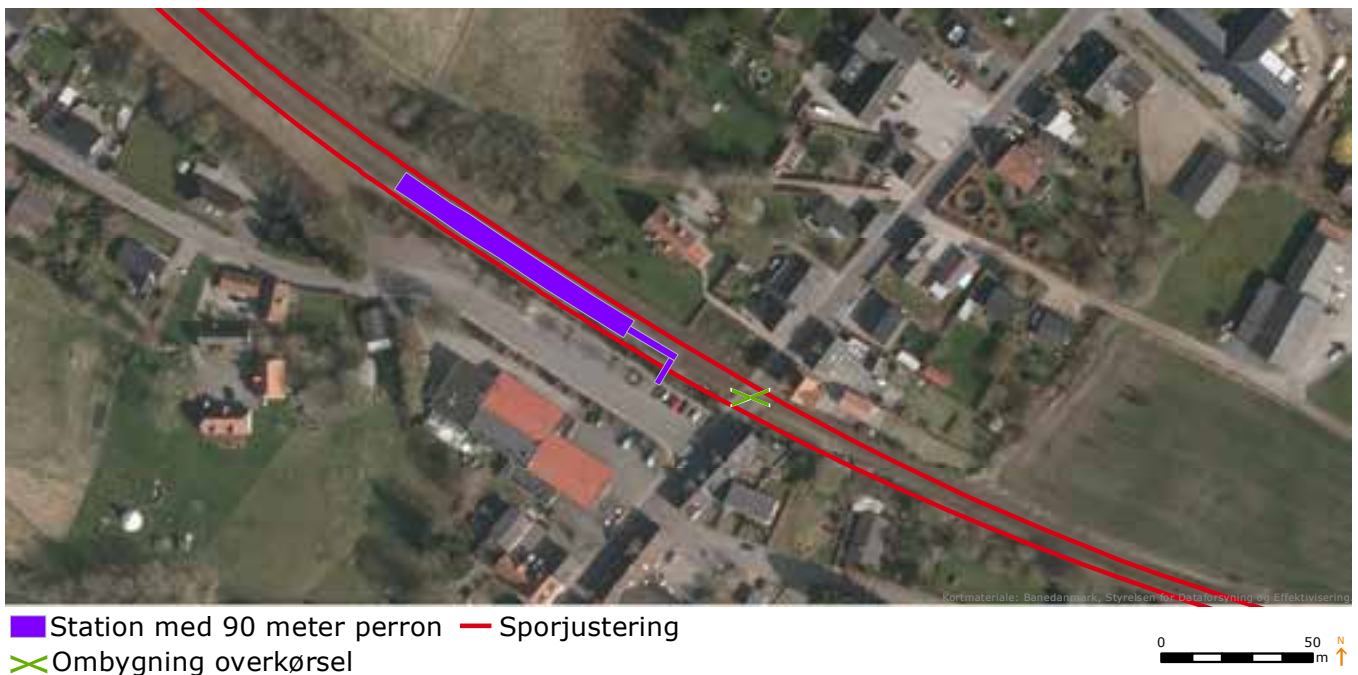 Kortmateriale: Banedanmark, Styrelsen for Dataforsyning og Effektivisering.
Station med 90 meter perron Sporjustering
Ombygning overkørsel
0 50
m
N